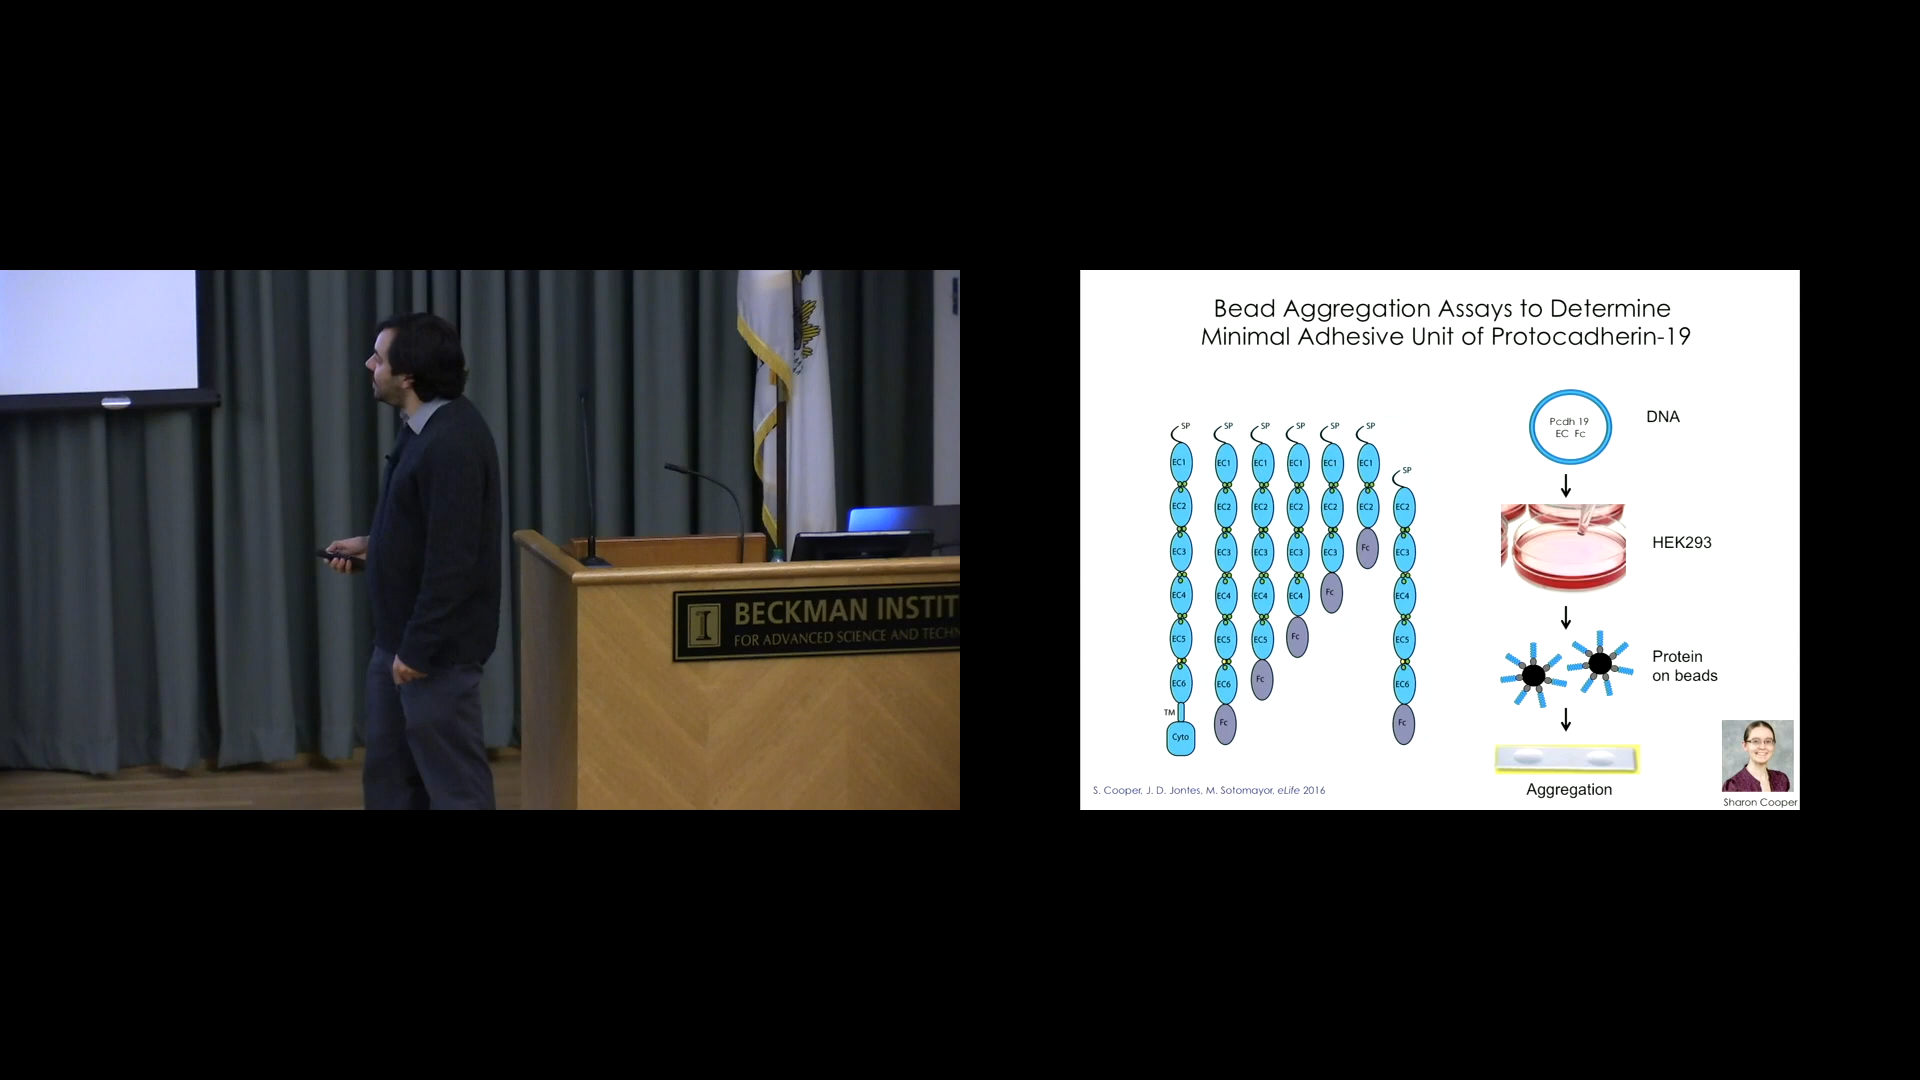 BECKMAN INSTIT
FOR ADVANCED SCIENCE AND TECHN
Bead Aggregation Assays to Determine
Minimal Adhesive Unit of Protocadherin-19
SP SP SP SP SP SP
EC1 EC1 EC1 EC1 EC1 EC1
SP
EC2 EC2 EC2 EC2 EC2 EC2 EC2
EC3 EC3 EC3 EC3 EC3 Fc EC3
EC4 EC4 EC4 EC4 Fc EC4
EC5 EC5 EC5 Fc EC5
EC6 EC6 Fc EC6
TM
Cyto Fc Fc
Pcdh 19
EC Fc
DNA
HEK293
Protein
on beads
Aggregation
S. Cooper, J. D. Jontes, M. Sotomayor, eLife 2016
Sharon Cooper